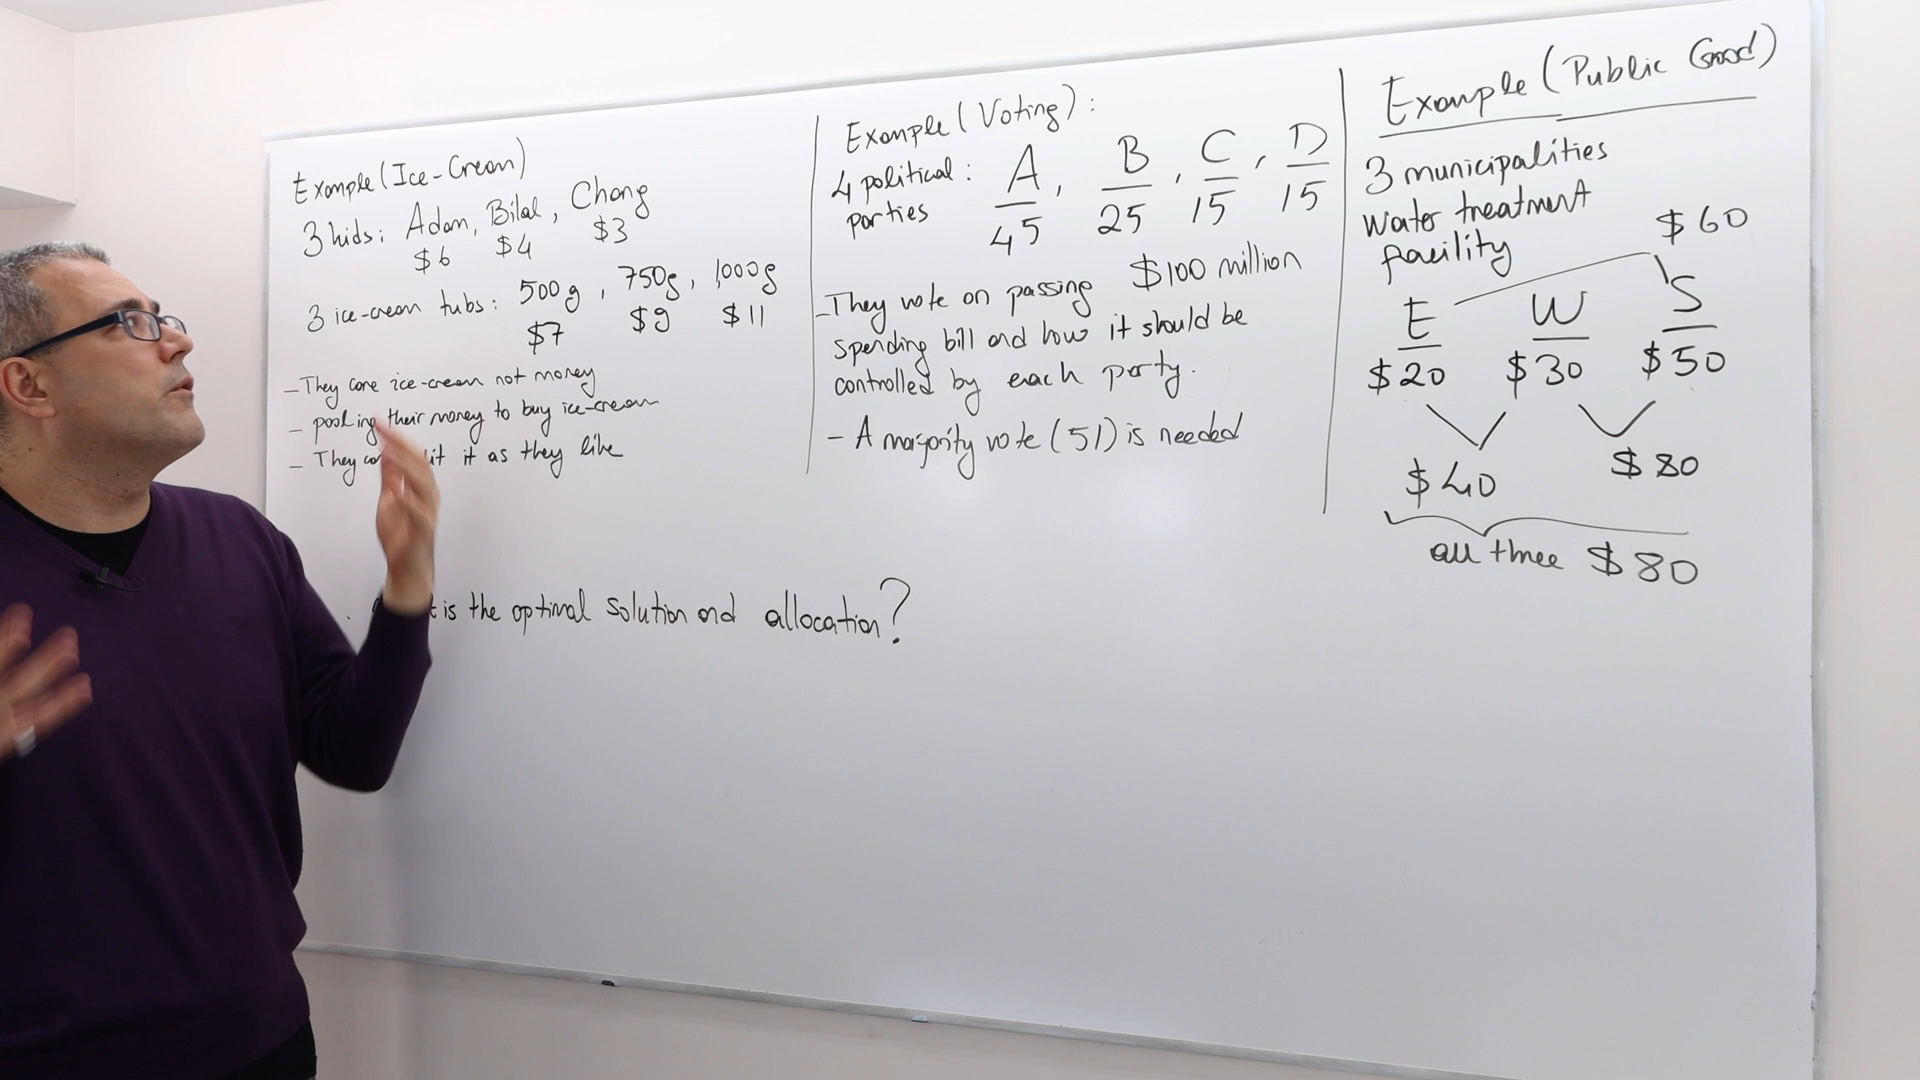 Example (Ice-Cream)
3 kids: Adam, Bilal, Chang
$6 $4 $3
3 ice-cream tubs: 500g, 750g, 1000g
$7 $9 $11
- They care ice-cream not money
- pooling their money to buy ice-cream
- They it as they like
is the optimal solution and allocation?
Example (Voting):
4 political parties: A, B, C, D
45 25 15 15
- They vote on passing $100 million
spending bill and how it should be
controlled by each party.
- A majority vote (51) is needed
Example (Public Good)
3 municipalities
Water treatment
facility
$60
E W S
$20 $30 $50
$40 $80
all three $80